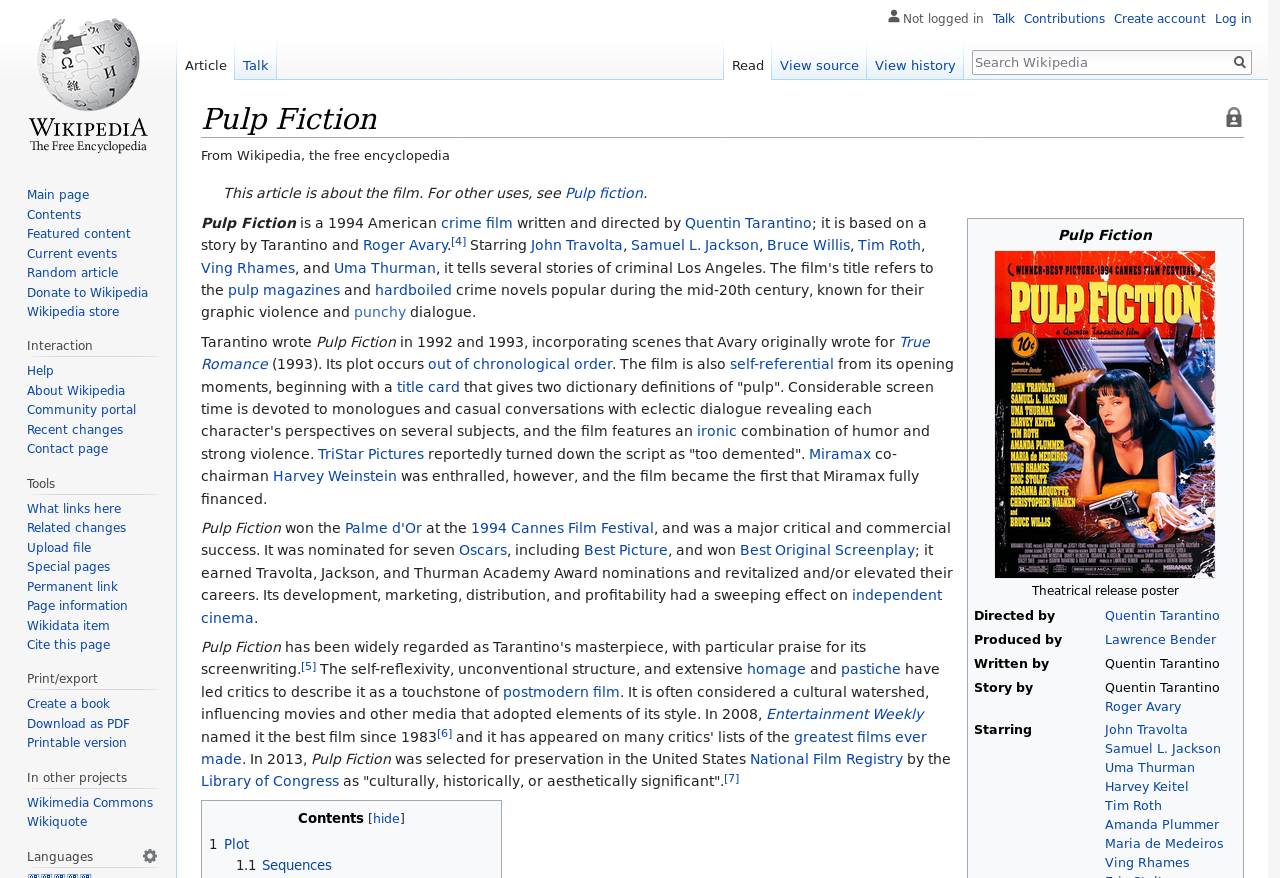 Not logged in Talk Contributions Create account Log in
WIKIPEDIA
The Free Encyclopedia
Article Talk Read View source View history Search Wikipedia
Main page
Contents
Featured content
Current events
Random article
Donate to Wikipedia
Wikipedia store
Interaction
Help
About Wikipedia
Community portal
Recent changes
Contact page
Tools
What links here
Related changes
Upload file
Special pages
Permanent link
Page information
Wikidata item
Cite this page
Print/export
Create a book
Download as PDF
Printable version
In other projects
Wikimedia Commons
Wikiquote
Languages
Pulp Fiction
From Wikipedia, the free encyclopedia
This article is about the film. For other uses, see Pulp fiction.
Pulp Fiction is a 1994 American crime film written and directed by Quentin Tarantino; it is based on a
story by Tarantino and Roger Avary.[4] Starring John Travolta, Samuel L. Jackson, Bruce Willis, Tim Roth,
Ving Rhames, and Uma Thurman, it tells several stories of criminal Los Angeles. The film's title refers to
the pulp magazines and hardboiled crime novels popular during the mid-20th century, known for their
graphic violence and punchy dialogue.
Tarantino wrote Pulp Fiction in 1992 and 1993, incorporating scenes that Avary originally wrote for True
Romance (1993). Its plot occurs out of chronological order. The film is also self-referential from its opening
moments, beginning with a title card that gives two dictionary definitions of "pulp". Considerable screen
time is devoted to monologues and casual conversations with eclectic dialogue revealing each
character's perspectives on several subjects, and the film features an ironic combination of humor and
strong violence. TriStar Pictures reportedly turned down the script as "too demented". Miramax co-
chairman Harvey Weinstein was enthralled, however, and the film became the first that Miramax fully
financed.
Pulp Fiction won the Palme d'Or at the 1994 Cannes Film Festival, and was a major critical and commercial
success. It was nominated for seven Oscars, including Best Picture, and won Best Original Screenplay; it
earned Travolta, Jackson, and Thurman Academy Award nominations and revitalized and/or elevated their
careers. Its development, marketing, distribution, and profitability had a sweeping effect on independent
cinema.
Pulp Fiction has been widely regarded as Tarantino's masterpiece, with particular praise for its
screenwriting.[5] The self-reflexivity, unconventional structure, and extensive homage and pastiche have
led critics to describe it as a touchstone of postmodern film. It is often considered a cultural watershed,
influencing movies and other media that adopted elements of its style. In 2008, Entertainment Weekly
named it the best film since 1983[6] and it has appeared on many critics' lists of the greatest films ever
made. In 2013, Pulp Fiction was selected for preservation in the United States National Film Registry by the
Library of Congress as "culturally, historically, or aesthetically significant".[7]
Contents [hide]
1 Plot
1.1 Sequences
Pulp Fiction
WINNER-BEST PICTURE-1994 CANNES FILM FESTIVAL
PULP FICTION
a Quentin Tarantino film
10¢
produced by
Lawrence Bender
JOHN TRAVOLTA
SAMUEL L. JACKSON
UMA THURMAN
HARVEY KEITEL
TIM ROTH
AMANDA PLUMMER
MARIA de MEDEIROS
VING RHAMES
ERIC STOLTZ
ROSANNA ARQUETTE
CHRISTOPHER WALKEN
and
BRUCE WILLIS
MIRAMAX
Theatrical release poster
Directed by Quentin Tarantino
Produced by Lawrence Bender
Written by Quentin Tarantino
Story by Quentin Tarantino
Roger Avary
Starring John Travolta
Samuel L. Jackson
Uma Thurman
Harvey Keitel
Tim Roth
Amanda Plummer
Maria de Medeiros
Ving Rhames